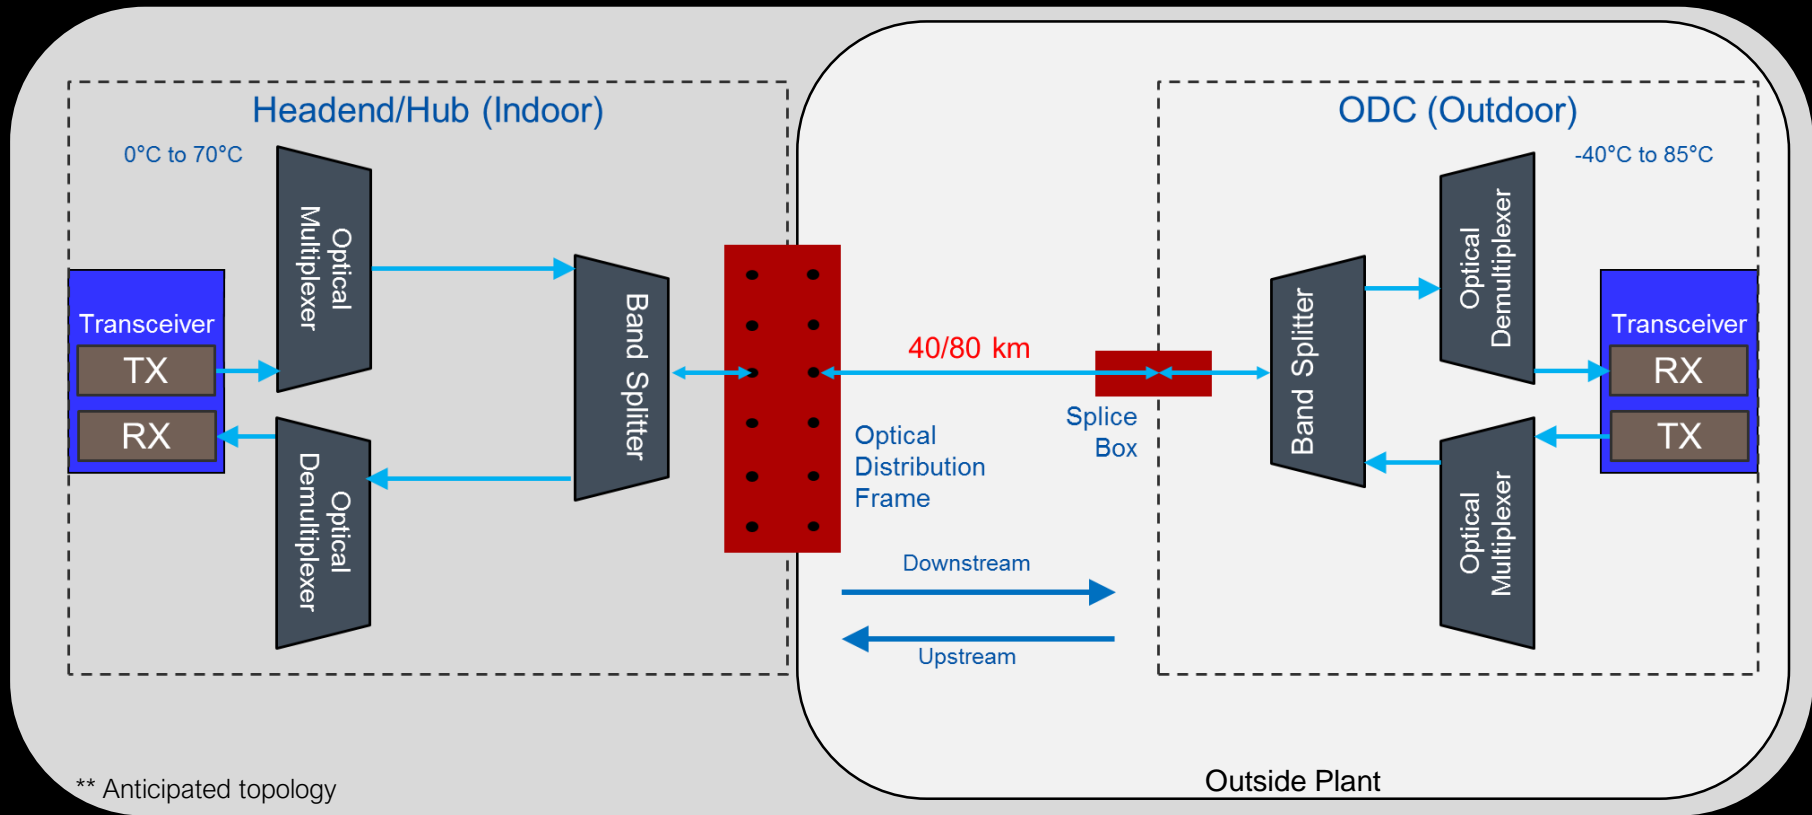 Headend/Hub (Indoor)
0°C to 70°C
Optical
Multiplexer
Transceiver
TX
RX
Optical
Demultiplexer
Band Splitter
Optical
Distribution
Frame
40/80 km
Splice
Box
Downstream
Upstream
ODC (Outdoor)
-40°C to 85°C
Band Splitter
Optical
Demultiplexer
Transceiver
RX
TX
Optical
Multiplexer
** Anticipated topology
Outside Plant